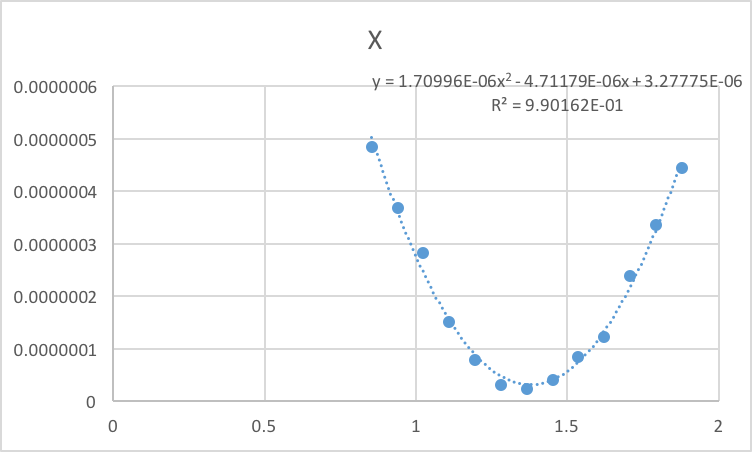 X
y = 1.70996E-06x² - 4.71179E-06x + 3.27775E-06
R² = 9.90162E-01
0.0000006
0.0000005
0.0000004
0.0000003
0.0000002
0.0000001
0
0 0.5 1 1.5 2